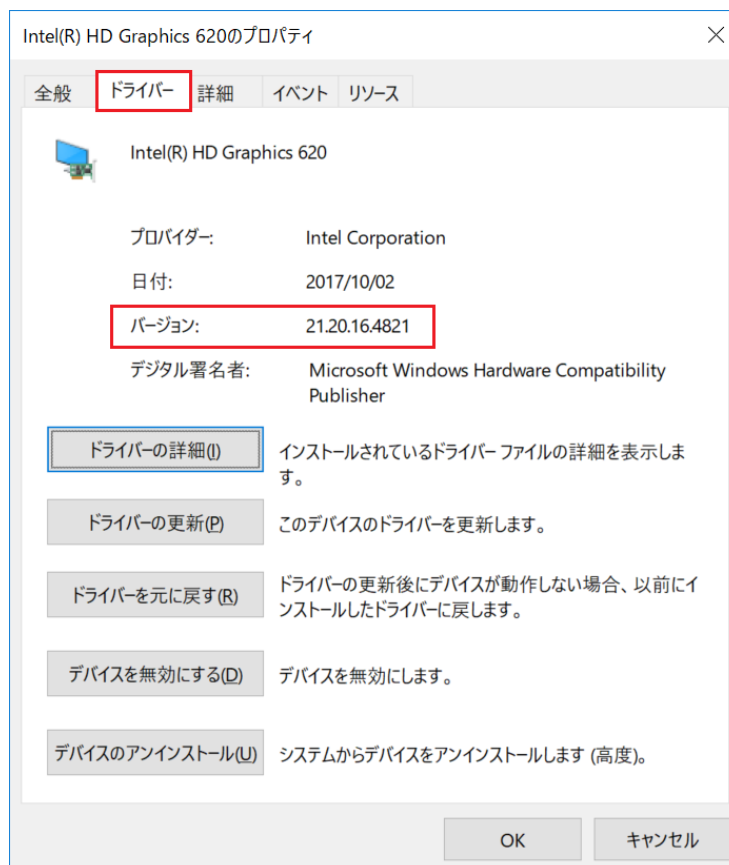 Intel(R) HD Graphics 620のプロパティ
全般 ドライバー 詳細 イベント リソース
Intel(R) HD Graphics 620
プロバイダー: Intel Corporation
日付: 2017/10/02
バージョン: 21.20.16.4821
デジタル署名者: Microsoft Windows Hardware Compatibility
Publisher
ドライバーの詳細(I) インストールされているドライバー ファイルの詳細を表示しま
す。
ドライバーの更新(P) このデバイスのドライバーを更新します。
ドライバーを元に戻す(R) ドライバーの更新後にデバイスが動作しない場合、以前にイ
ンストールしたドライバーに戻します。
デバイスを無効にする(D) デバイスを無効にします。
デバイスのアンインストール(U) システムからデバイスをアンインストールします (高度)。
OK キャンセル